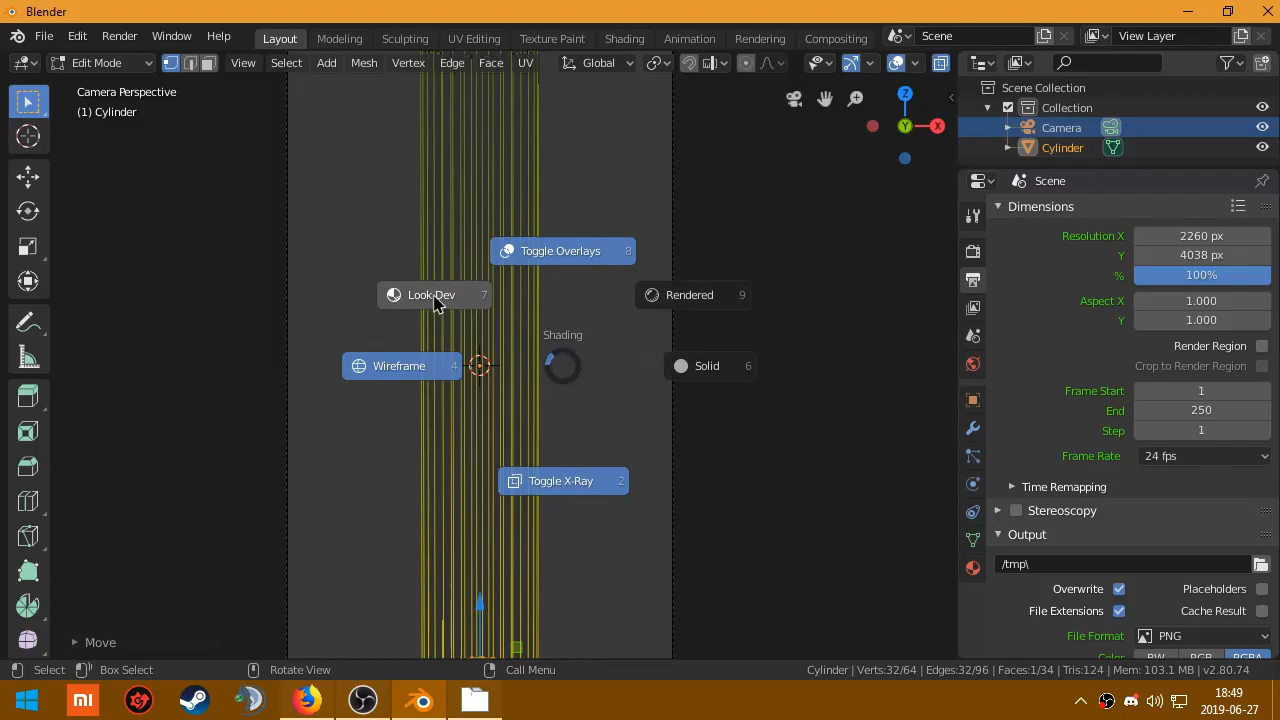 Blender
File Edit Render Window Help
Layout Modeling Sculpting UV Editing Texture Paint Shading Animation Rendering Compositing
Scene View Layer
Edit Mode View Select Add Mesh Vertex Edge Face UV Global
Camera Perspective
(1) Cylinder
Z
Y
X
Scene Collection
Collection
Camera
Cylinder
Scene
Dimensions
Resolution X 2260 px
Y 4038 px
% 100%
Aspect X 1.000
Y 1.000
Render Region
Crop to Render Region
Frame Start 1
End 250
Step 1
Frame Rate 24 fps
Time Remapping
Stereoscopy
Output
/tmp\
Overwrite Placeholders
File Extensions Cache Result
File Format PNG
Color BW RGB RGBA
Toggle Overlays 8
Look Dev 7
Rendered 9
Shading
Wireframe 4
Solid 6
Toggle X-Ray 2
Move
Select Box Select Rotate View Call Menu
Cylinder | Verts:32/64 | Edges:32/96 | Faces:1/34 | Tris:124 | Mem: 103.1 MB | v2.80.74
18:49
2019-06-27